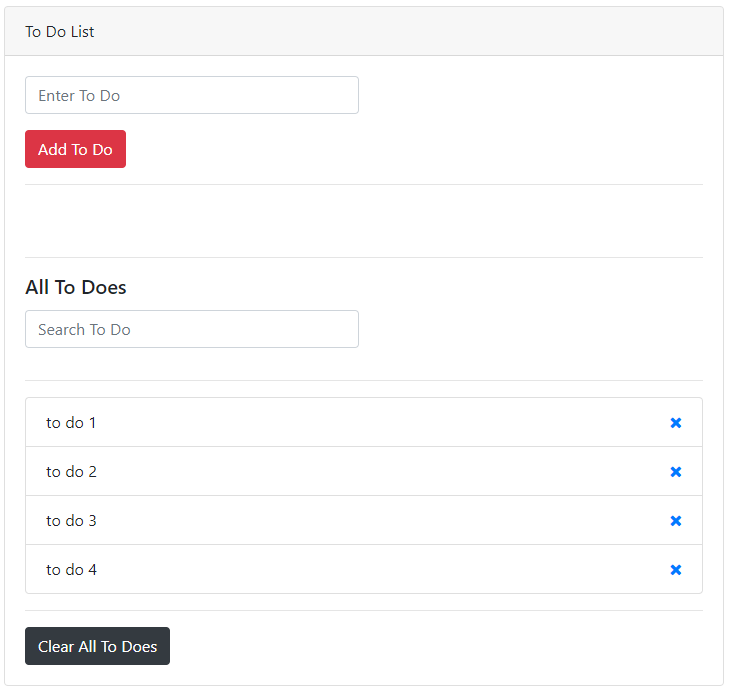 To Do List
Enter To Do
Add To Do
All To Does
Search To Do
to do 1
to do 2
to do 3
to do 4
Clear All To Does